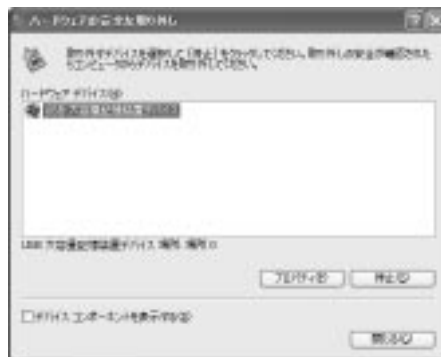 ハードウェアの安全な取り外し
取り外すデバイスを選択して [停止] をクリックしてください。取り外しの安全が確認された
らコンピュータからデバイスを取り外してください。
ハードウェア デバイス(H):
USB 大容量記憶装置デバイス 場所 場所 0
プロパティ(P)
停止(S)
デバイス コンポーネントを表示する(D)
閉じる(C)